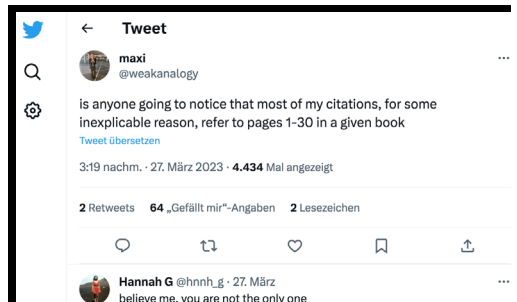 Tweet
maxi
@weakanalogy
is anyone going to notice that most of my citations, for some
inexplicable reason, refer to pages 1-30 in a given book
Tweet übersetzen
3:19 nachm. · 27. März 2023 · 4.434 Mal angezeigt
2 Retweets 64 „Gefällt mir“-Angaben 2 Lesezeichen
Hannah G @hnnh_g · 27. März
believe me, you are not the only one